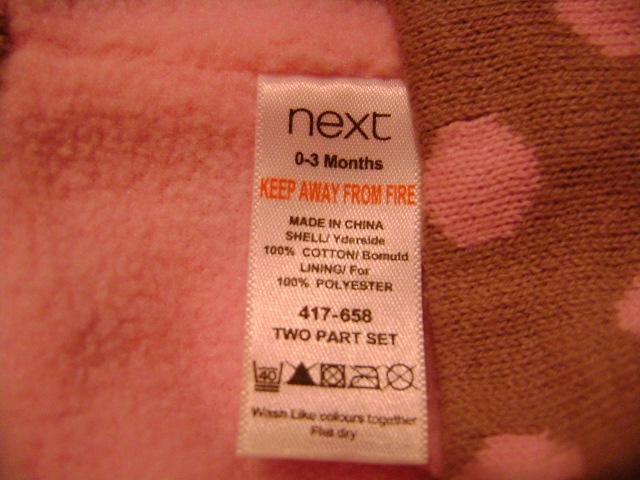 next
0-3 Months
KEEP AWAY FROM FIRE
MADE IN CHINA
SHELL/ Yderside
100% COTTON/ Bomuld
LINING/ For
100% POLYESTER
417-658
TWO PART SET
40
Wash Like colours together
Flat dry